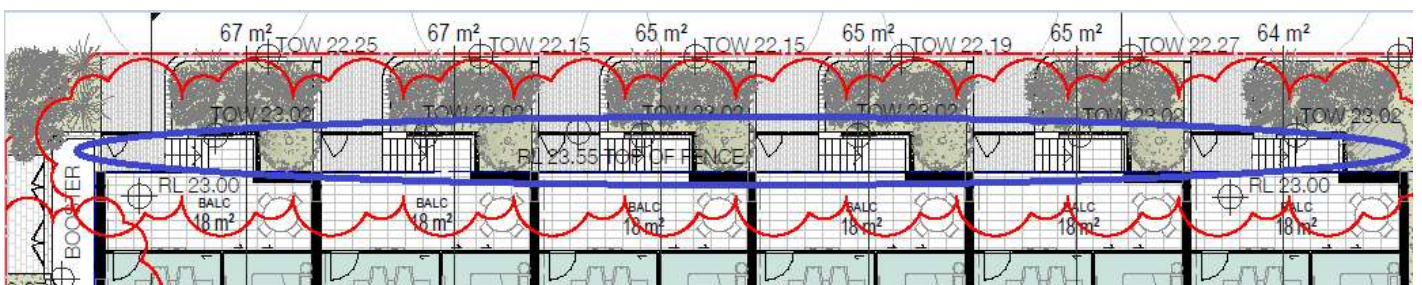 67 m² 67 m² 65 m² 65 m² 65 m² 64 m²
TOW 22.25 TOW 22.15 TOW 22.15 TOW 22.19 TOW 22.27
TOW 23.02 TOW 23.02 TOW 23.02 TOW 23.02 TOW 23.02 TOW 23.02
RL 23.55 TOP OF FENCE
BOOSTER
RL 23.00 RL 23.00
BALC BALC BALC BALC BALC BALC
18 m² 18 m² 18 m² 18 m² 18 m² 18 m²